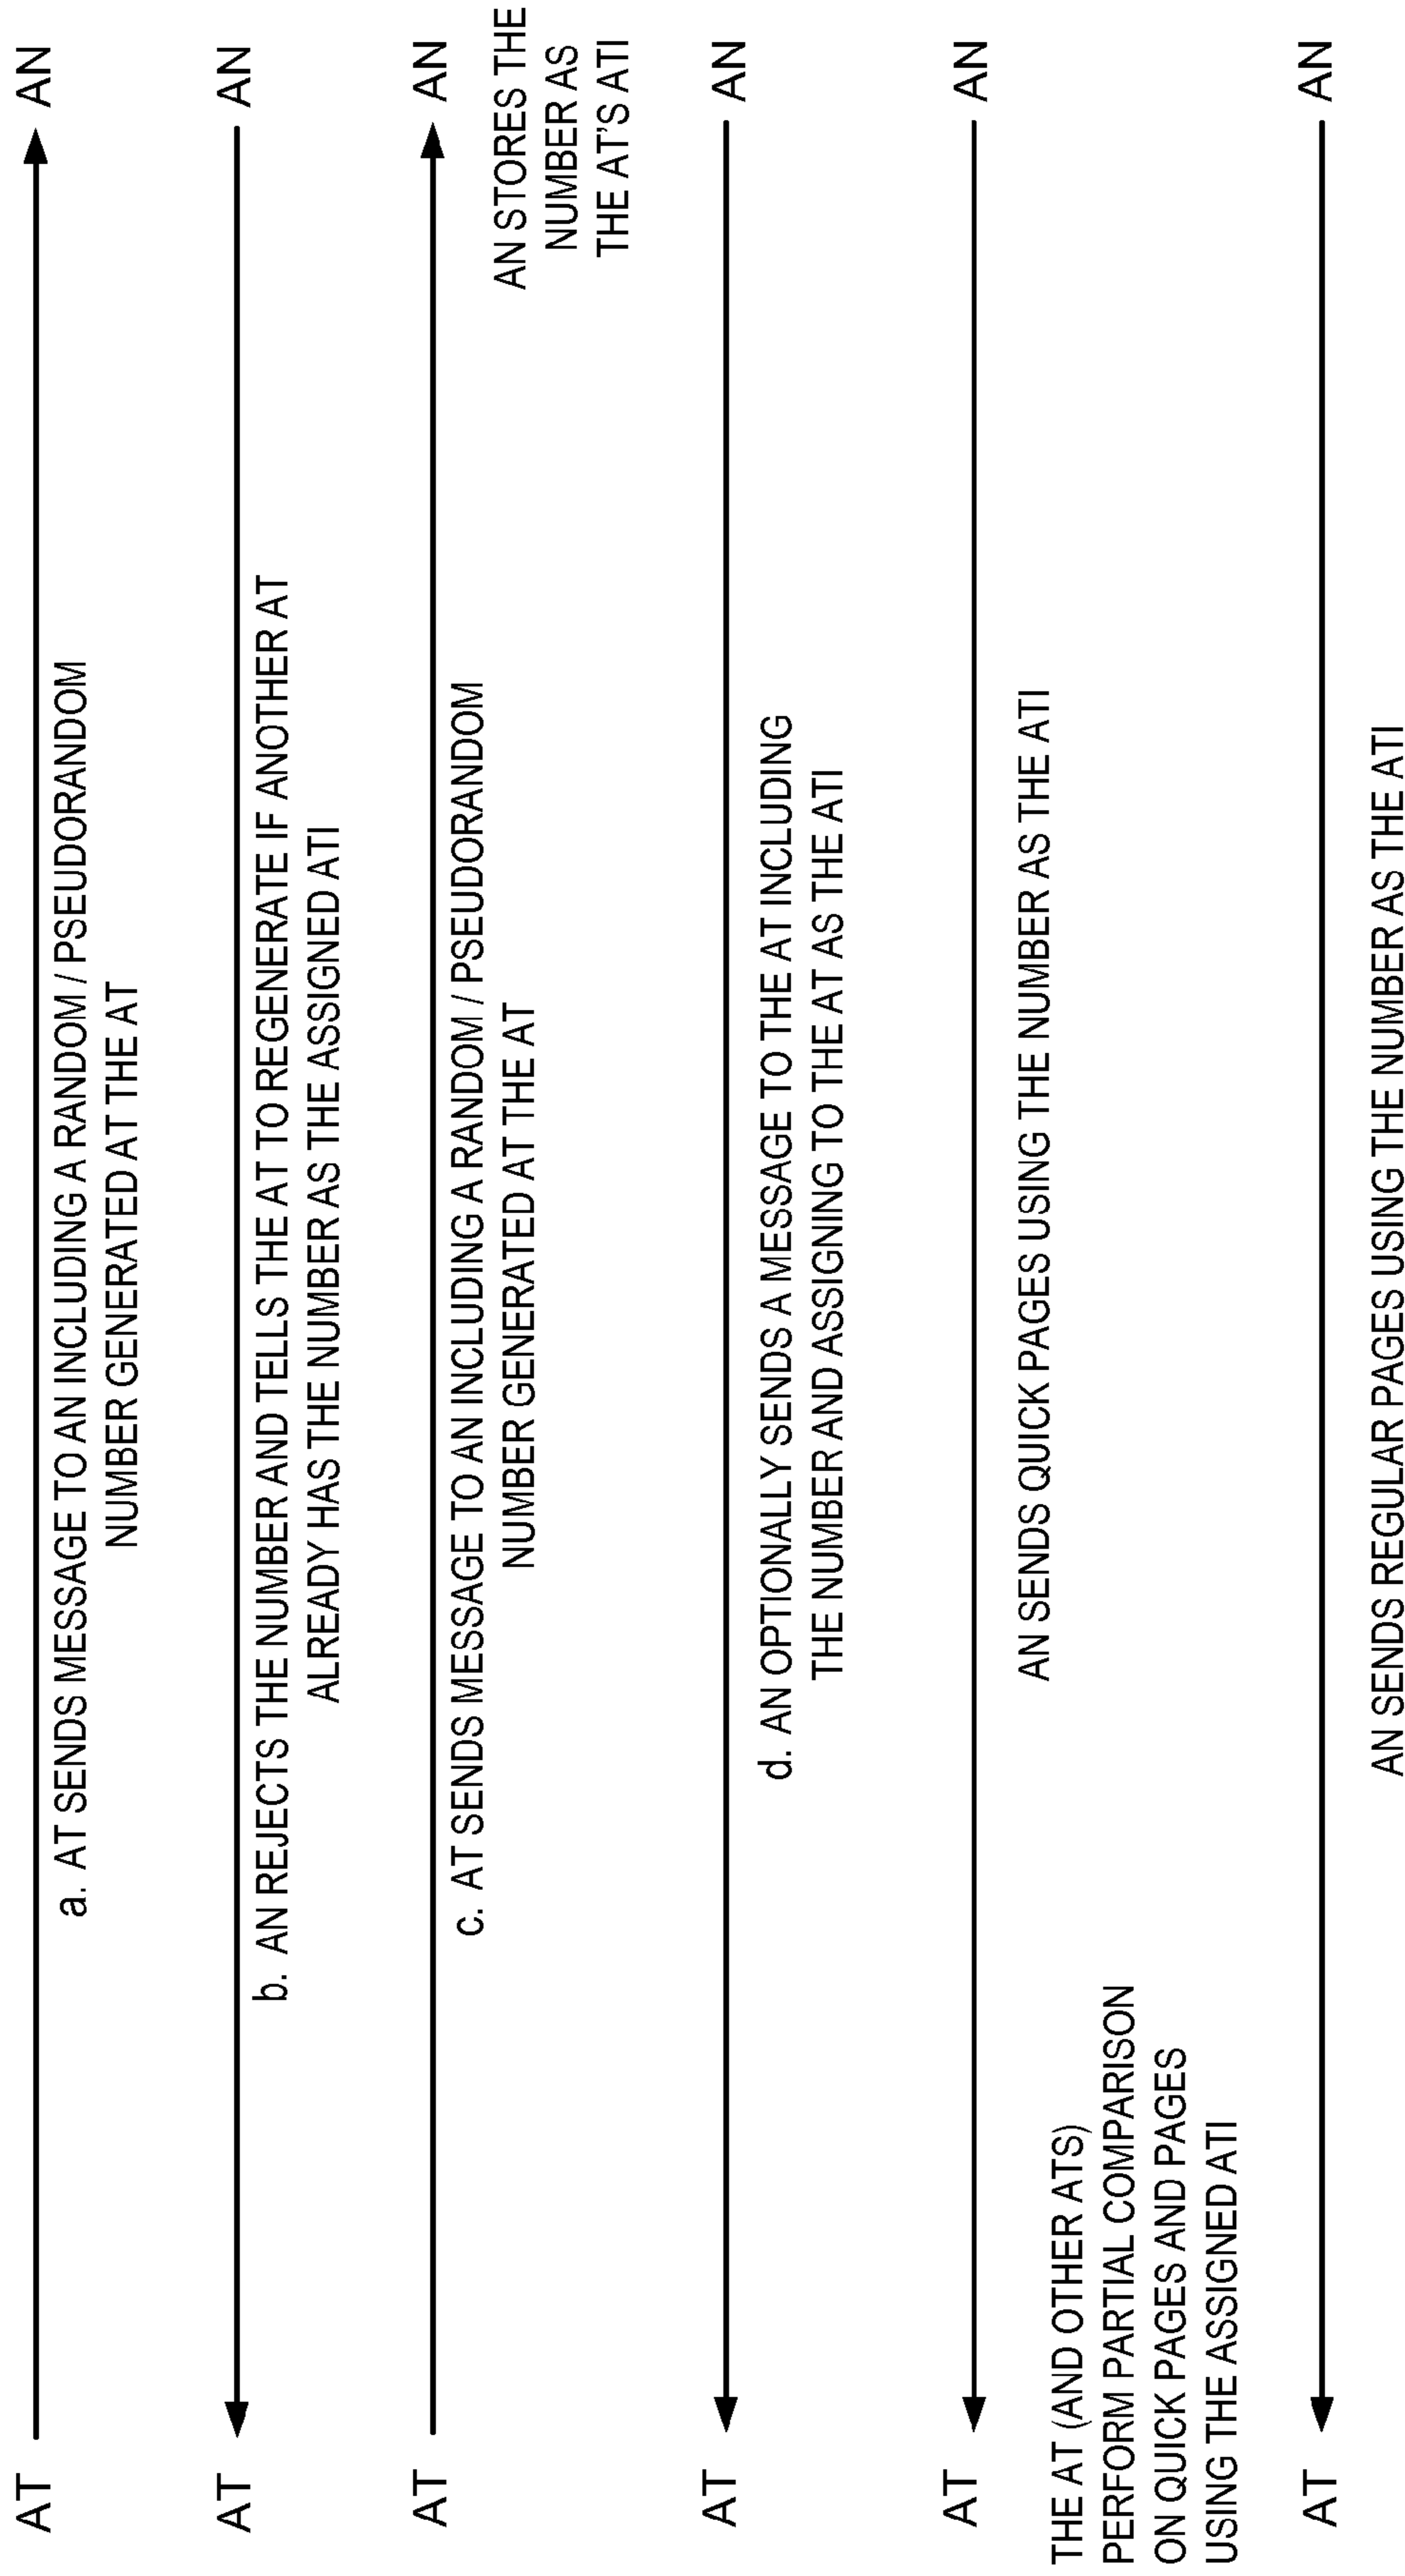 AT AN
a. AT SENDS MESSAGE TO AN INCLUDING A RANDOM / PSEUDORANDOM
NUMBER GENERATED AT THE AT
AT AN
b. AN REJECTS THE NUMBER AND TELLS THE AT TO REGENERATE IF ANOTHER AT
ALREADY HAS THE NUMBER AS THE ASSIGNED ATI
AT AN
c. AT SENDS MESSAGE TO AN INCLUDING A RANDOM / PSEUDORANDOM
NUMBER GENERATED AT THE AT
AN STORES THE
NUMBER AS
THE AT'S ATI
AT AN
d. AN OPTIONALLY SENDS A MESSAGE TO THE AT INCLUDING
THE NUMBER AND ASSIGNING TO THE AT AS THE ATI
AT AN
AN SENDS QUICK PAGES USING THE NUMBER AS THE ATI
THE AT (AND OTHER ATS)
PERFORM PARTIAL COMPARISON
ON QUICK PAGES AND PAGES
USING THE ASSIGNED ATI
AT AN
AN SENDS REGULAR PAGES USING THE NUMBER AS THE ATI